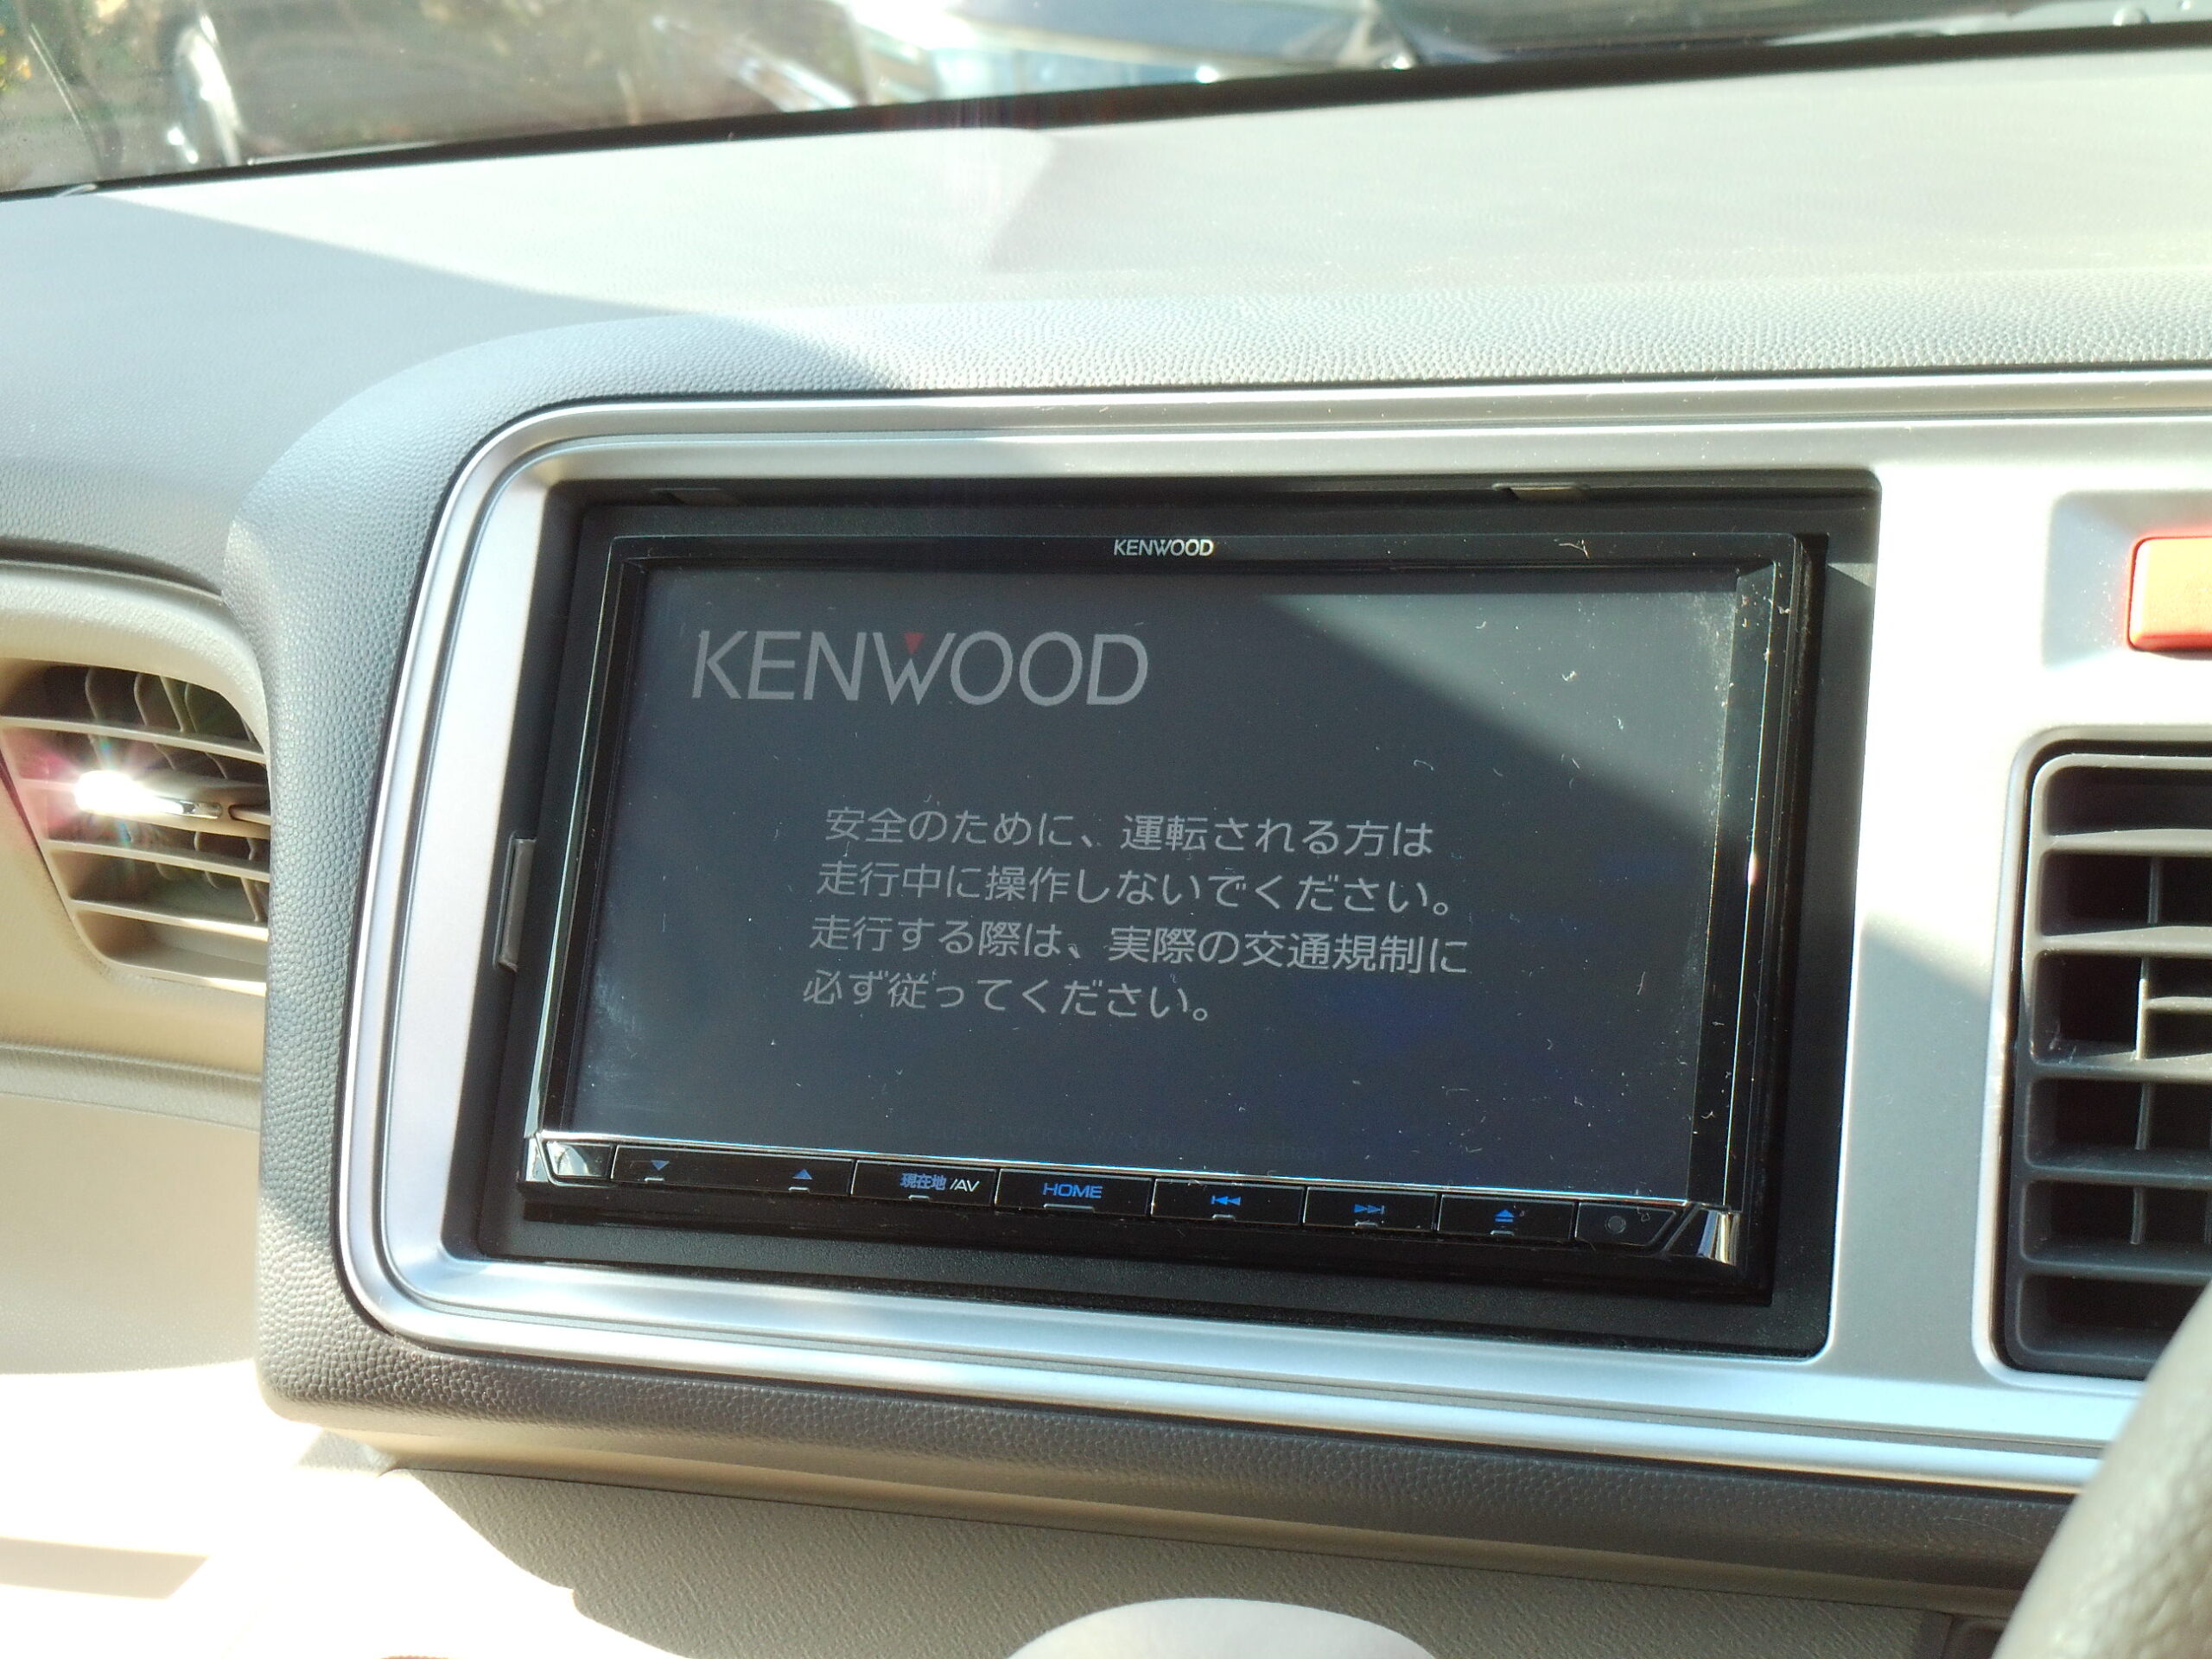 KENWOOD
KENWOOD
安全のために、運転される方は
走行中に操作しないでください。
走行する際は、実際の交通規制に
必ず従ってください。
現在地/AV
HOME